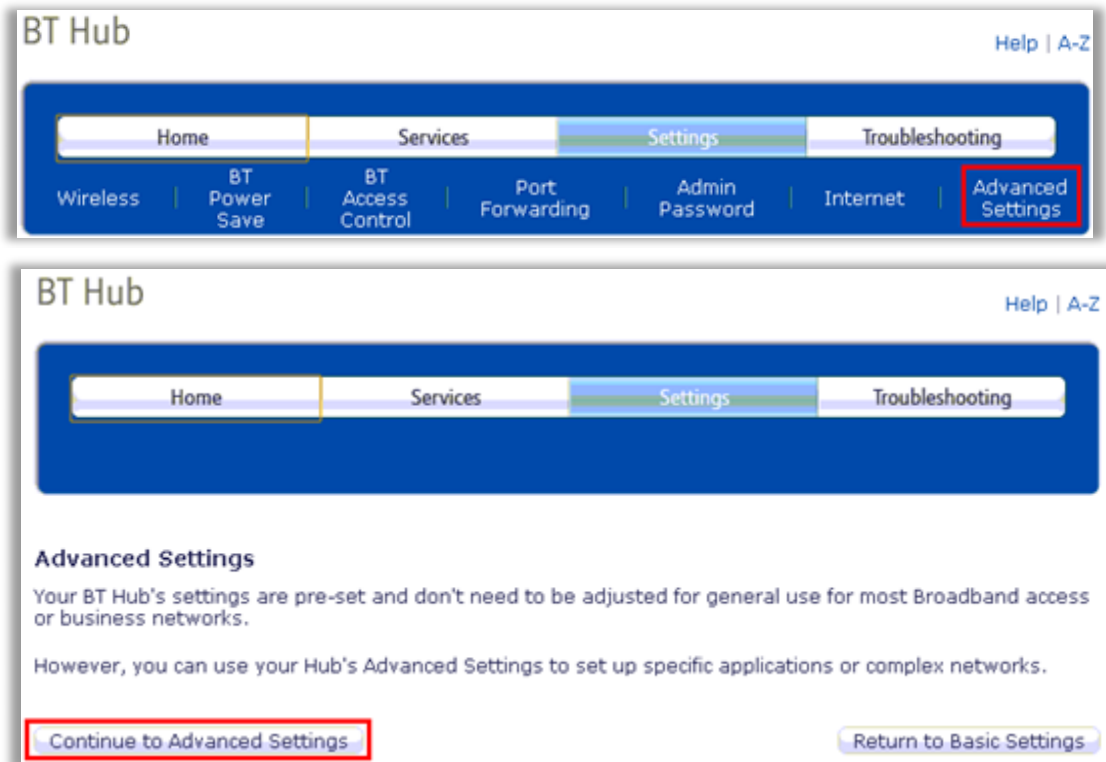 BT Hub
Help | A-Z
Home Services Settings Troubleshooting
Wireless | BT Power Save | BT Access Control | Port Forwarding | Admin Password | Internet | Advanced Settings
BT Hub
Help | A-Z
Home Services Settings Troubleshooting
Advanced Settings
Your BT Hub's settings are pre-set and don't need to be adjusted for general use for most Broadband access
or business networks.
However, you can use your Hub's Advanced Settings to set up specific applications or complex networks.
Continue to Advanced Settings Return to Basic Settings